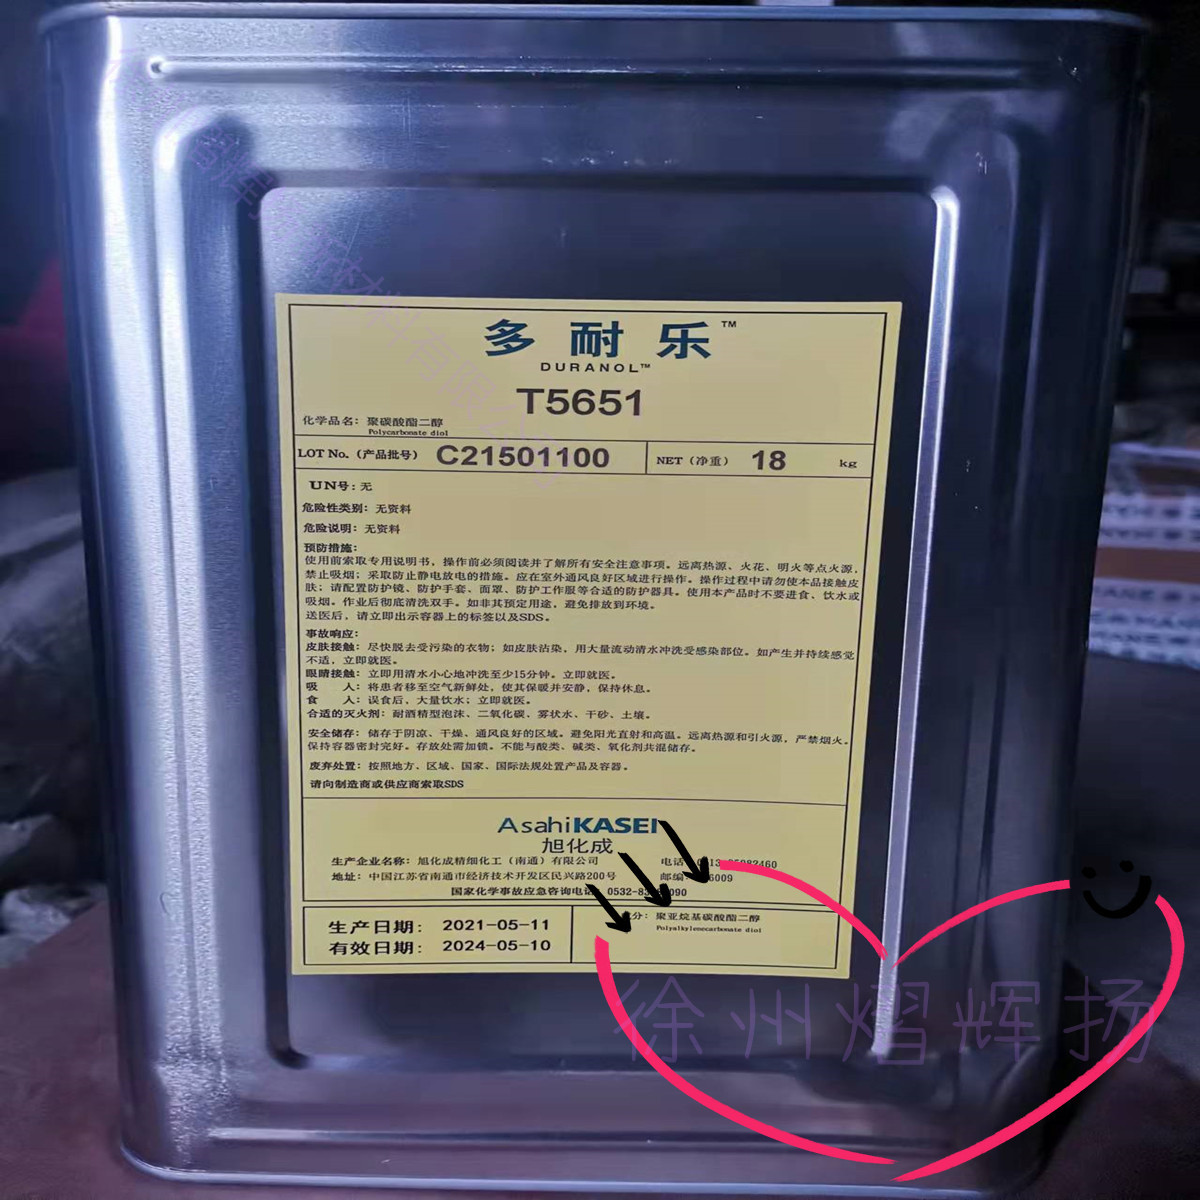 多耐乐™
DURANOL™
T5651
化学品名：聚碳酸酯二醇
Polycarbonate diol
LOT No.（产品批号） C21501100 NET（净重） 18 kg
UN号：无
危险性类别：无资料
危险说明：无资料
预防措施：
使用前索取专用说明书，操作前必须阅读并了解所有安全注意事项。远离热源、火花、明火等点火源，
禁止吸烟；采取防止静电放电的措施。应在室外通风良好区域进行操作。操作过程中请勿使本品接触皮
肤；请配置防护镜、防护手套、面罩、防护工作服等合适的防护器具。使用本产品时不要进食、饮水或
吸烟。作业后彻底清洗双手。如非其预定用途，避免排放到环境。
送医后，请立即出示容器上的标签以及SDS。
事故响应：
皮肤接触：尽快脱去受污染的衣物；如皮肤沾染，用大量流动清水冲洗受感染部位。如产生并持续感觉
不适，立即就医。
眼睛接触：立即用清水小心地冲洗至少15分钟。立即就医。
吸 入：将患者移至空气新鲜处，使其保暖并安静，保持休息。
食 入：误食后，大量饮水；立即就医。
合适的灭火剂：耐酒精型泡沫、二氧化碳、雾状水、干砂、土壤。
安全储存：储存于阴凉、干燥、通风良好的区域。避免阳光直射和高温。远离热源和引火源，严禁烟火。
保持容器密封完好。存放处需加锁。不能与酸类、碱类、氧化剂共混储存。
废弃处置：按照地方、区域、国家、国际法规处置产品及容器。
请向制造商或供应商索取SDS
AsahiKASEI
旭化成
生产企业名称：旭化成精细化工（南通）有限公司 电话
地址：中国江苏省南通市经济技术开发区民兴路200号 邮编
国家化学事故应急咨询电话
生产日期： 2021-05-11
有效日期： 2024-05-10
分：聚亚烷基碳酸酯二醇
Polyalkylenecarbonate diol
徐州熠辉扬